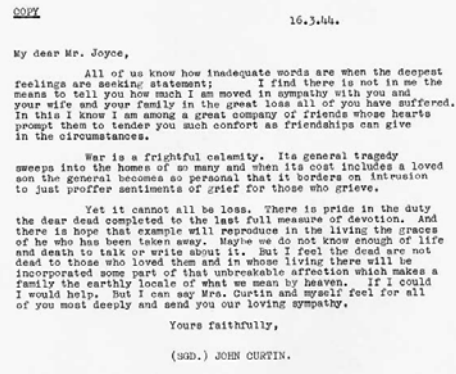 COPY
16.3.44.
My dear Mr. Joyce,
All of us know how inadequate words are when the deepest
feelings are seeking statement; I find there is not in me the
means to tell you how much I am moved in sympathy with you and
your wife and your family in the great loss all of you have suffered.
In this I know I am among a great company of friends whose hearts
prompt them to tender you such comfort as friendships can give
in the circumstances.
War is a frightful calamity. Its general tragedy
sweeps into the homes of so many and when its cost includes a loved
son the general becomes so personal that it borders on intrusion
to just proffer sentiments of grief for those who grieve.
Yet it cannot all be loss. There is pride in the duty
the dear dead completed to the last full measure of devotion. And
there is hope that example will reproduce in the living the graces
of he who has been taken away. Maybe we do not know enough of life
and death to talk or write about it. But I feel the dead are not
dead to those who loved them and in whose living there will be
incorporated some part of that unbreakable affection which makes a
family the earthly locale of what we mean by heaven. If I could
I would help. But I can say Mrs. Curtin and myself feel for all
of you most deeply and send you our loving sympathy.
Yours faithfully,
(SGD.) JOHN CURTIN.